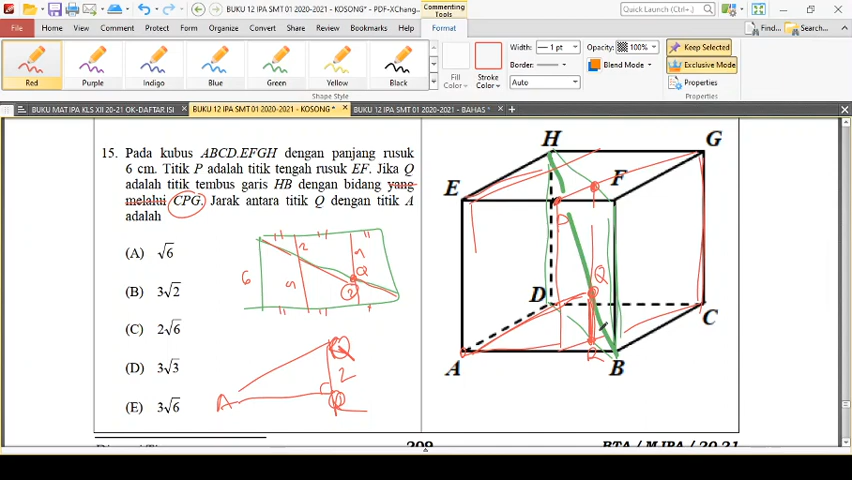 BUKU 12 IPA SMT 01 2020-2021 - KOSONG* - PDF-XChang
Commenting
Tools
Quick Launch (Ctrl+.)
File
Home
View
Comment
Protect
Form
Organize
Convert
Share
Review
Bookmarks
Help
Format
Find...
Search...
Red
Purple
Indigo
Blue
Green
Yellow
Black
Shape Style
Fill
Color
Stroke
Color
Width:
1 pt
Border:
Auto
Opacity:
100%
Blend Mode
Keep Selected
Exclusive Mode
Properties
Properties
BUKU MAT IPA KLS XII 20-21 OK-DAFTAR ISI
BUKU 12 IPA SMT 01 2020-2021 - KOSONG *
BUKU 12 IPA SMT 01 2020-2021 - BAHAS *
15. Pada kubus ABCD.EFGH dengan panjang rusuk
6 cm. Titik P adalah titik tengah rusuk EF. Jika Q
adalah titik tembus garis HB dengan bidang yang
melalui CPG. Jarak antara titik Q dengan titik A
adalah
(A) √6
(B) 3√2
(C) 2√6
(D) 3√3
(E) 3√6
6
2
Q
2
A
2
H
G
E
F
P
Q
D
C
A
R
B
299
BTA / M IPA / 20-21